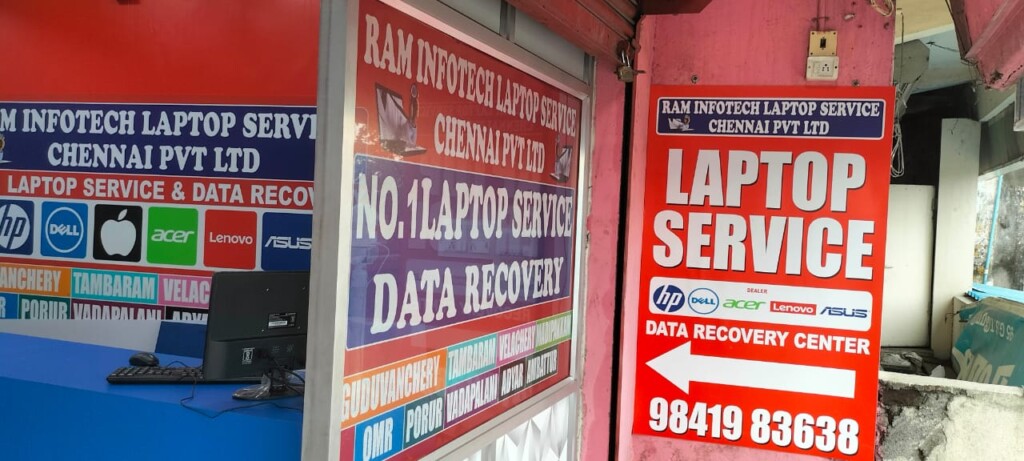 M INFOTECH LAPTOP SERVI
CHENNAI PVT LTD
LAPTOP SERVICE & DATA RECOV
hp DELL acer Lenovo ASUS
ANCHERY TAMBARAM VELAC
MR PORUR VADAPALANI
RAM INFOTECH LAPTOP SERVICE
CHENNAI PVT LTD
NO.1 LAPTOP SERVICE
DATA RECOVERY
GUDUVANCHERY TAMBARAM VELACHERY
OMR PORUR VADAPALANI ADYAR
RAM INFOTECH LAPTOP SERVICE
CHENNAI PVT LTD
LAPTOP
SERVICE
DEALER
hp DELL acer Lenovo ASUS
DATA RECOVERY CENTER
98419 83638